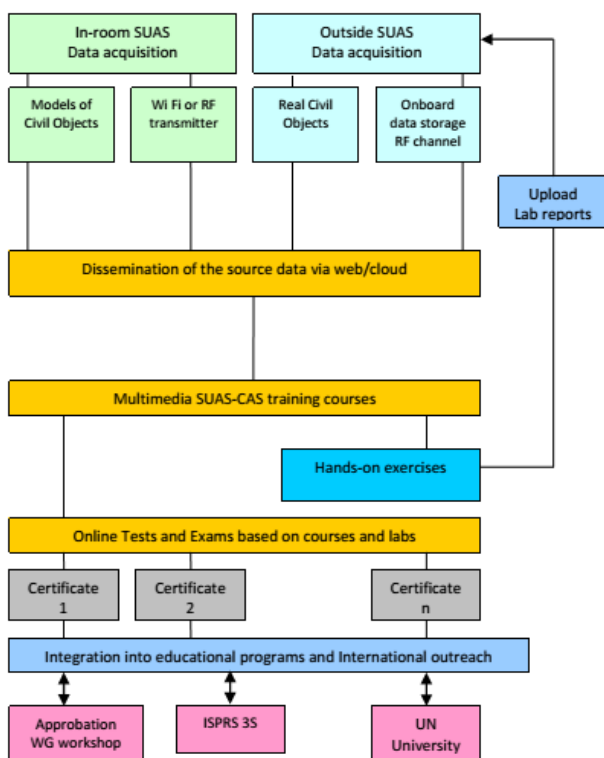 In-room SUAS
Data acquisition
Outside SUAS
Data acquisition
Models of
Civil Objects
Wi Fi or RF
transmitter
Real Civil
Objects
Onboard
data storage
RF channel
Upload
Lab reports
Dissemination of the source data via web/cloud
Multimedia SUAS-CAS training courses
Hands-on exercises
Online Tests and Exams based on courses and labs
Certificate
1
Certificate
2
Certificate
n
Integration into educational programs and International outreach
Approbation
WG workshop
ISPRS 3S
UN
University